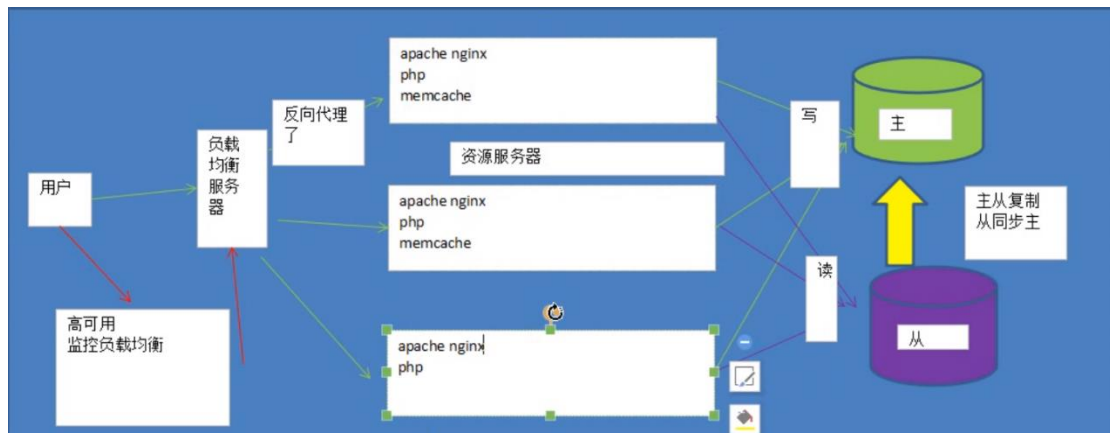 用户
高可用
监控负载均衡
负载
均衡
服务
器
反向代理
了
apache nginx
php
memcache
资源服务器
apache nginx
php
memcache
apache nginx
php
写
读
主
从
主从复制
从同步主